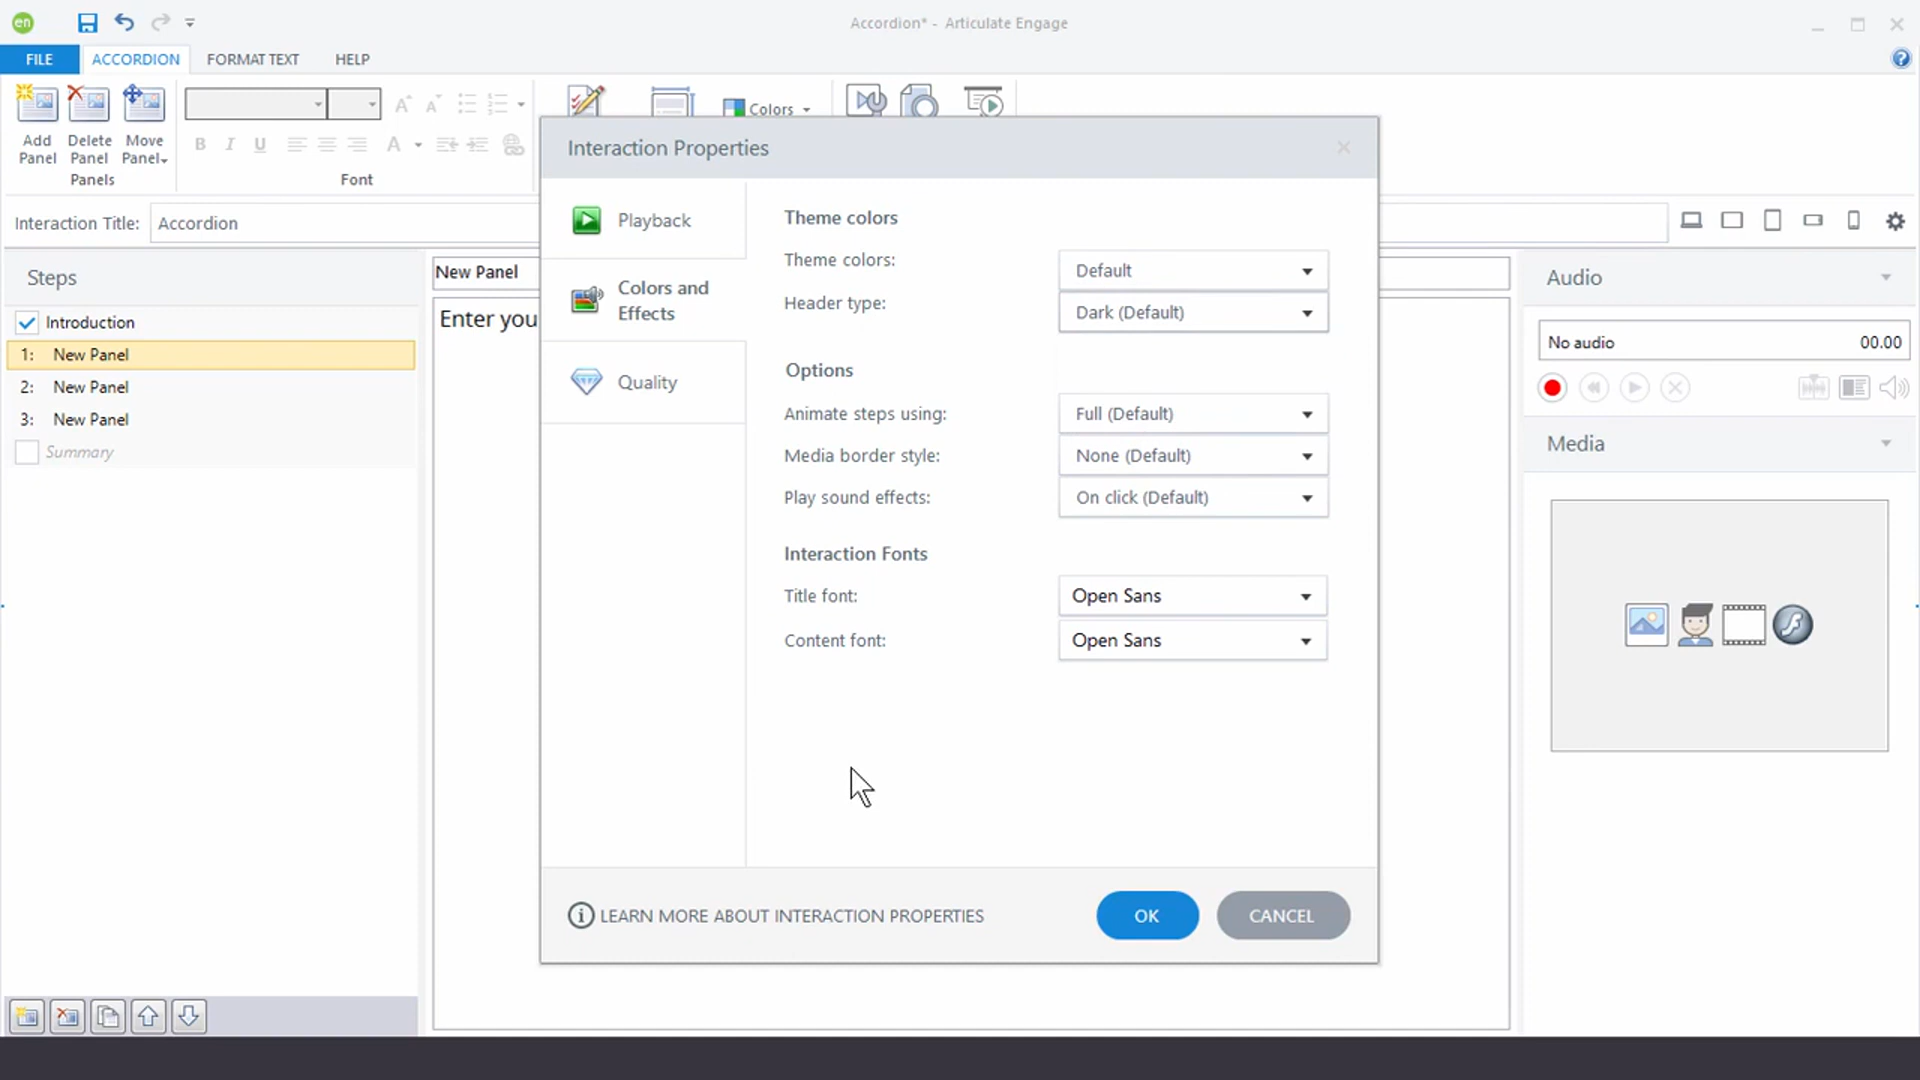 en
Accordion* - Articulate Engage
FILE
ACCORDION
FORMAT TEXT
HELP
?
Add Panel
Delete Panel
Move Panel
Panels
B I U
A
Font
Colors
Interaction Title:
Accordion
Steps
Introduction
1: New Panel
2: New Panel
3: New Panel
Summary
New Panel
Enter you
Interaction Properties
Playback
Colors and
Effects
Quality
Theme colors
Theme colors:
Default
Header type:
Dark (Default)
Options
Animate steps using:
Full (Default)
Media border style:
None (Default)
Play sound effects:
On click (Default)
Interaction Fonts
Title font:
Open Sans
Content font:
Open Sans
LEARN MORE ABOUT INTERACTION PROPERTIES
OK
CANCEL
Audio
No audio
00.00
Media